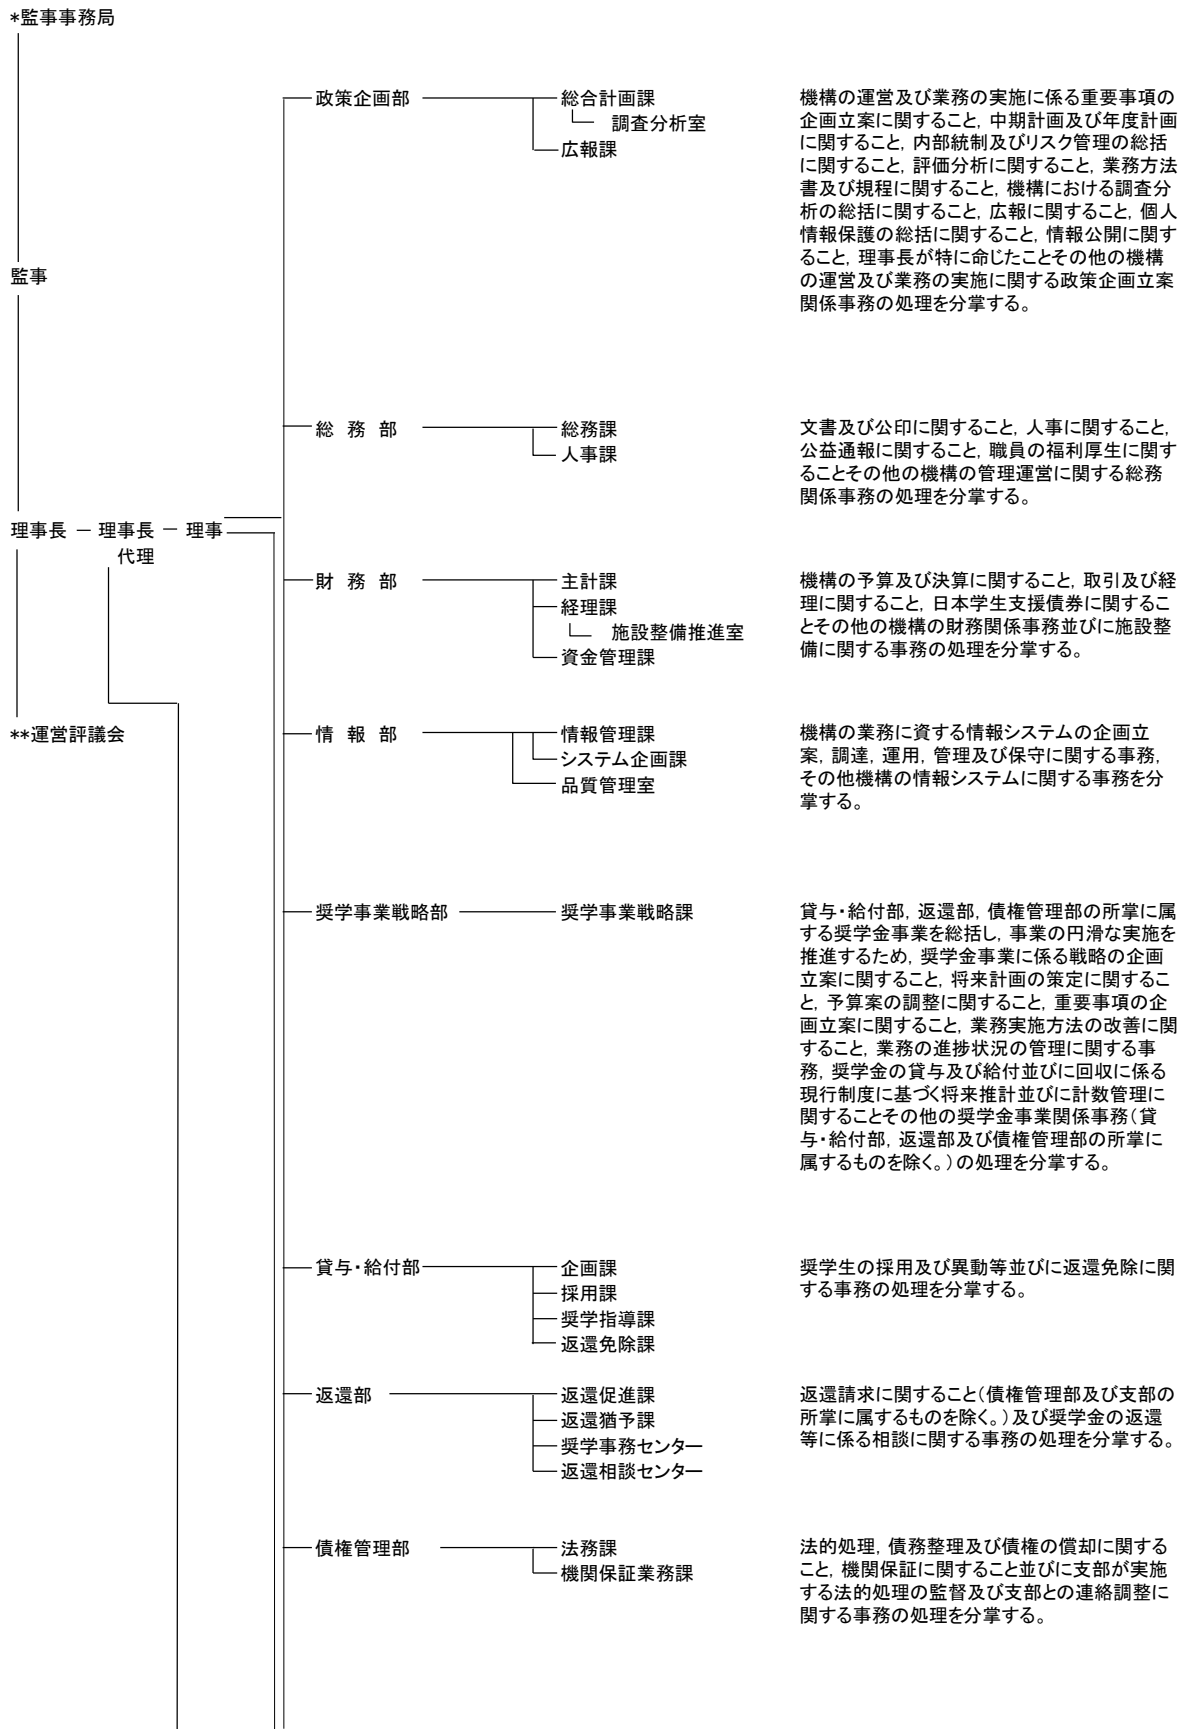 *監事事務局
監事
理事長 － 理事長 － 理事
代理
**運営評議会
政策企画部
総合計画課
調査分析室
広報課
機構の運営及び業務の実施に係る重要事項の
企画立案に関すること，中期計画及び年度計画
に関すること，内部統制及びリスク管理の総括
に関すること，評価分析に関すること，業務方法
書及び規程に関すること，機構における調査分
析の総括に関すること，広報に関すること，個人
情報保護の総括に関すること，情報公開に関す
ること，理事長が特に命じたことその他の機構
の運営及び業務の実施に関する政策企画立案
関係事務の処理を分掌する。
総 務 部
総務課
人事課
文書及び公印に関すること，人事に関すること，
公益通報に関すること，職員の福利厚生に関す
ることその他の機構の管理運営に関する総務
関係事務の処理を分掌する。
財 務 部
主計課
経理課
施設整備推進室
資金管理課
機構の予算及び決算に関すること，取引及び経
理に関すること，日本学生支援債券に関するこ
とその他の機構の財務関係事務並びに施設整
備に関する事務の処理を分掌する。
情 報 部
情報管理課
システム企画課
品質管理室
機構の業務に資する情報システムの企画立
案，調達，運用，管理及び保守に関する事務，
その他機構の情報システムに関する事務を分
掌する。
奨学事業戦略部
奨学事業戦略課
貸与・給付部，返還部，債権管理部の所掌に属
する奨学金事業を総括し，事業の円滑な実施を
推進するため，奨学金事業に係る戦略の企画
立案に関すること，将来計画の策定に関するこ
と，予算案の調整に関すること，重要事項の企
画立案に関すること，業務実施方法の改善に関
すること，業務の進捗状況の管理に関する事
務，奨学金の貸与及び給付並びに回収に係る
現行制度に基づく将来推計並びに計数管理に
関することその他の奨学金事業関係事務（貸
与・給付部，返還部及び債権管理部の所掌に
属するものを除く。）の処理を分掌する。
貸与・給付部
企画課
採用課
奨学指導課
返還免除課
奨学生の採用及び異動等並びに返還免除に関
する事務の処理を分掌する。
返還部
返還促進課
返還猶予課
奨学事務センター
返還相談センター
返還請求に関すること（債権管理部及び支部の
所掌に属するものを除く。）及び奨学金の返還
等に係る相談に関する事務の処理を分掌する。
債権管理部
法務課
機関保証業務課
法的処理，債務整理及び債権の償却に関する
こと，機関保証に関すること並びに支部が実施
する法的処理の監督及び支部との連絡調整に
関する事務の処理を分掌する。